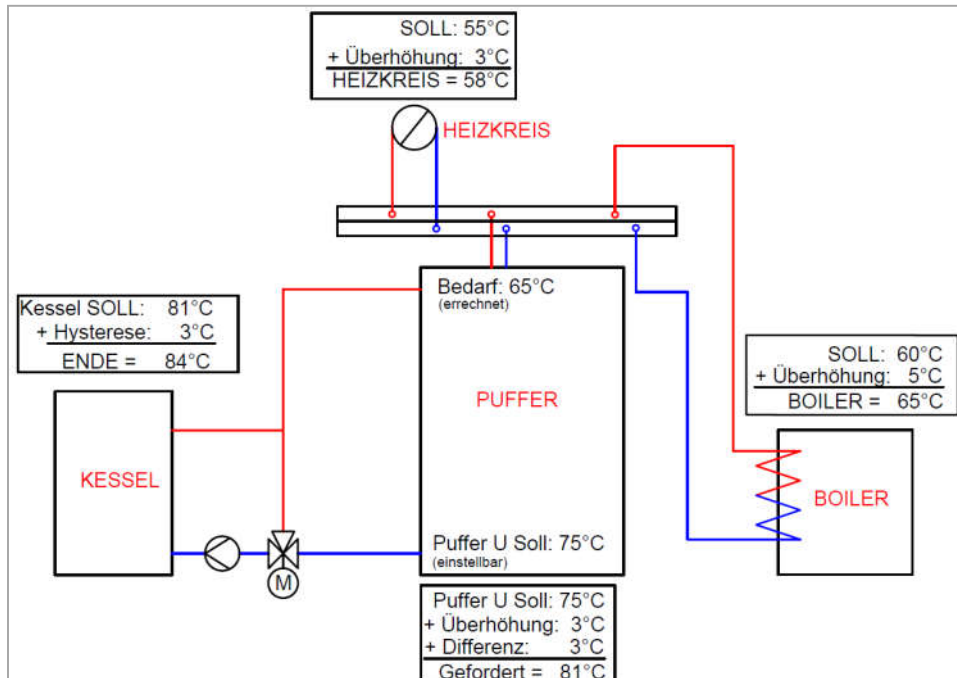 SOLL: 55°C
+ Überhöhung: 3°C
HEIZKREIS = 58°C
HEIZKREIS
Bedarf: 65°C
(errechnet)
Kessel SOLL: 81°C
+ Hysterese: 3°C
ENDE = 84°C
SOLL: 60°C
+ Überhöhung: 5°C
BOILER = 65°C
PUFFER
KESSEL
BOILER
Puffer U Soll: 75°C
(einstellbar)
M
Puffer U Soll: 75°C
+ Überhöhung: 3°C
+ Differenz: 3°C
Gefordert = 81°C